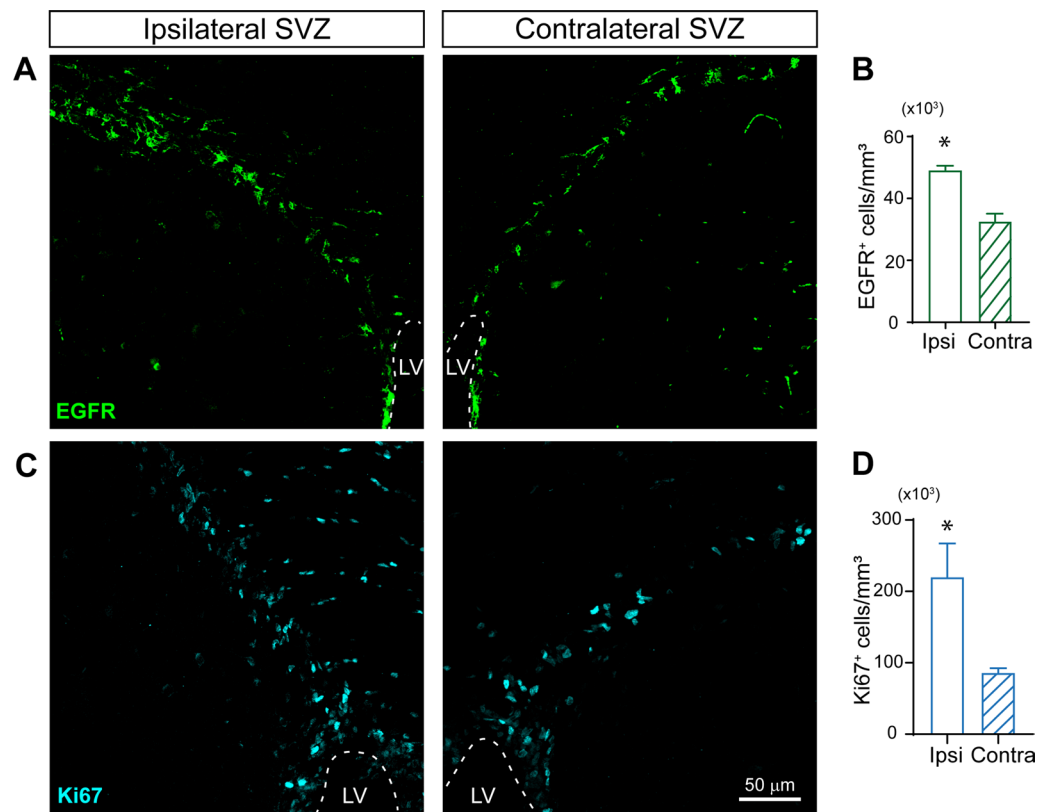 Ipsilateral SVZ
Contralateral SVZ
A
LV
EGFR
LV
B
(x10³)
EGFR⁺ cells/mm³
60
40
20
0
*
Ipsi
Contra
C
LV
Ki67
LV
50 μm
D
(x10³)
Ki67⁺ cells/mm³
300
200
100
0
*
Ipsi
Contra